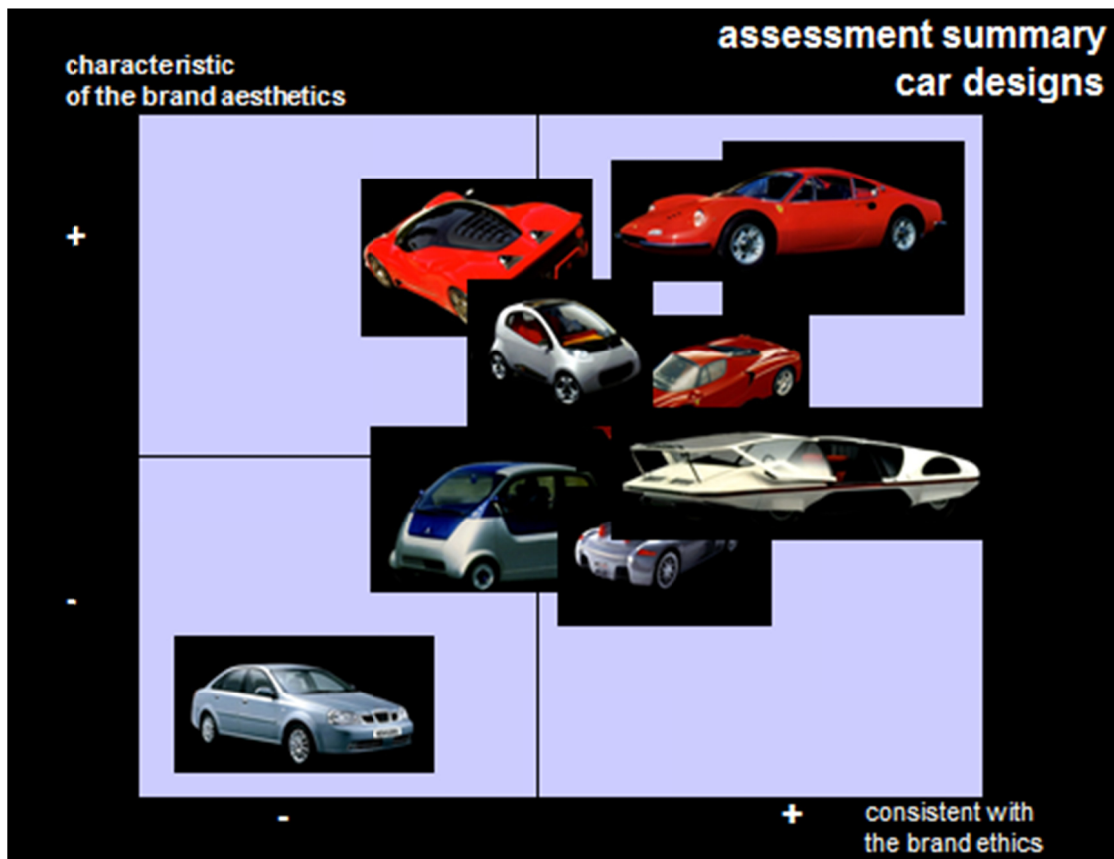 assessment summary
car designs
characteristic
of the brand aesthetics
+
-
-
+
consistent with
the brand ethics